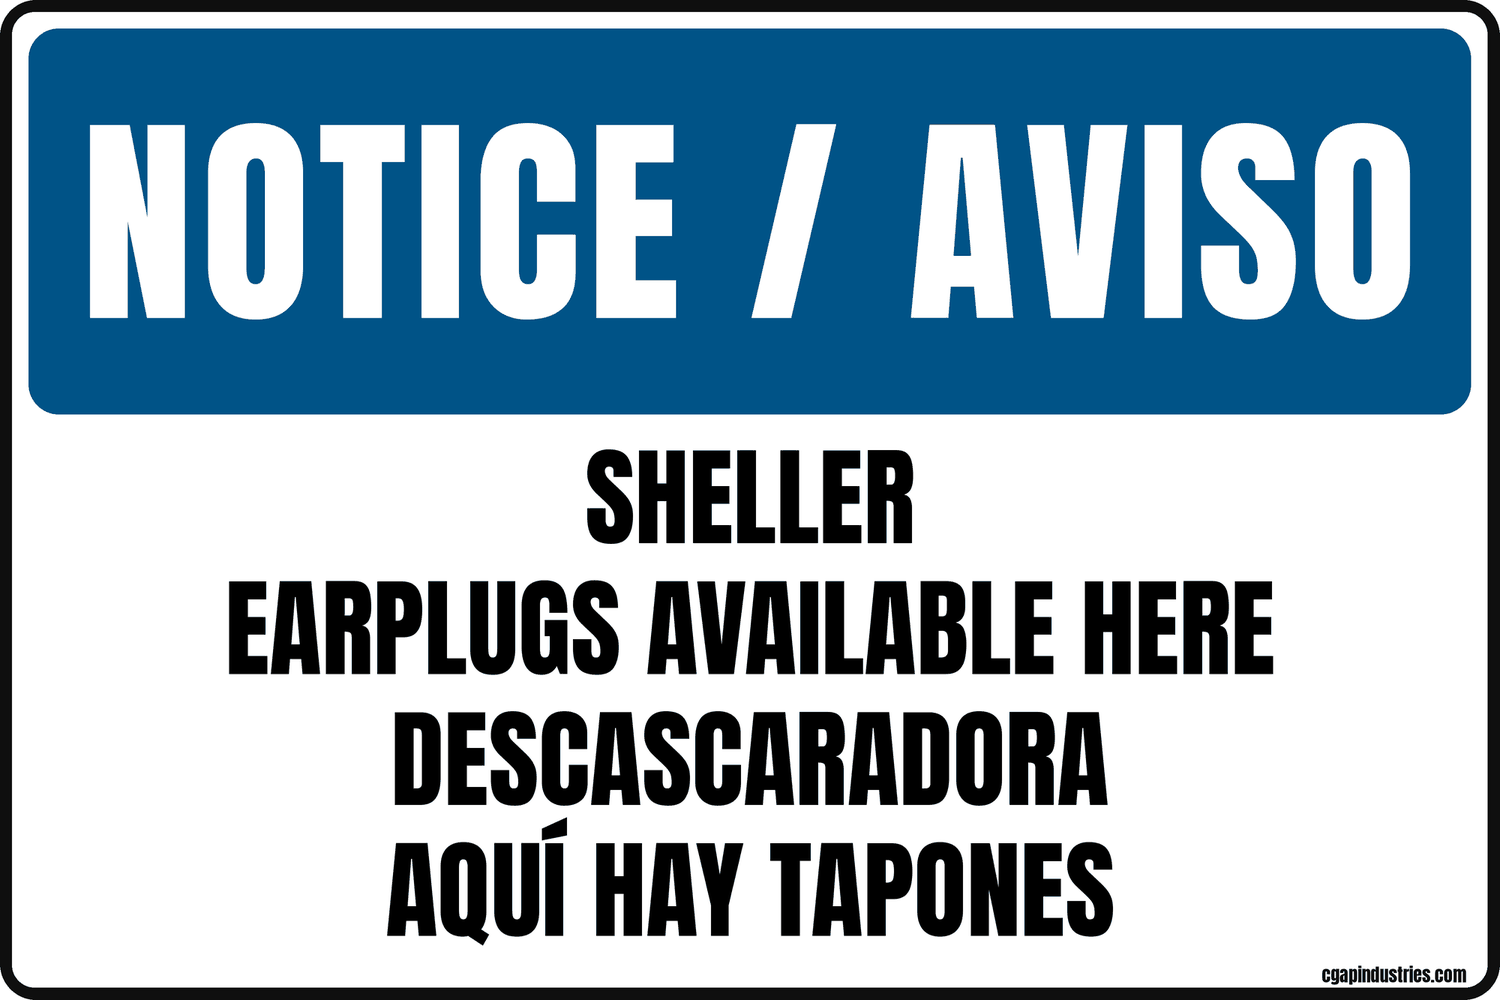 NOTICE / AVISO
SHELLER
EARPLUGS AVAILABLE HERE
DESCASCARADORA
AQUÍ HAY TAPONES
cgapindustries.com